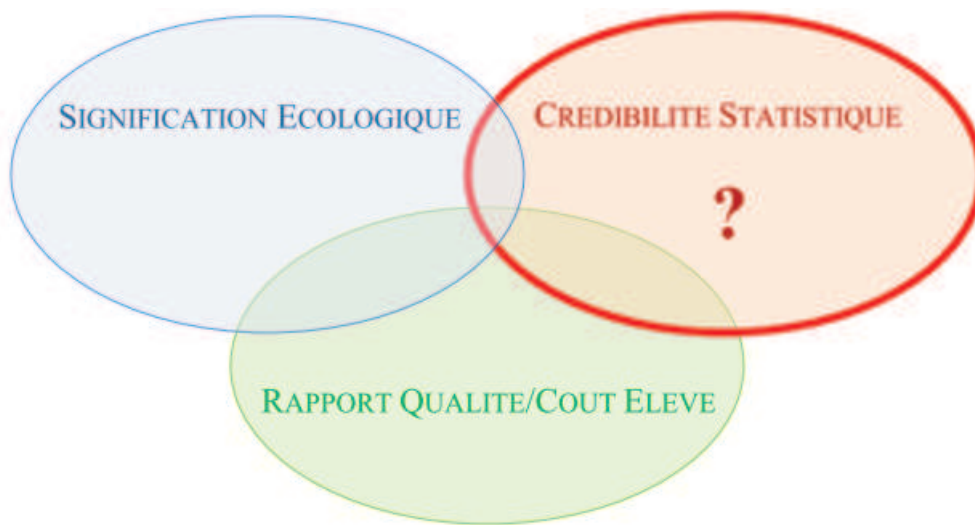 SIGNIFICATION ECOLOGIQUE
CREDIBILITE STATISTIQUE
?
RAPPORT QUALITE/COUT ELEVE